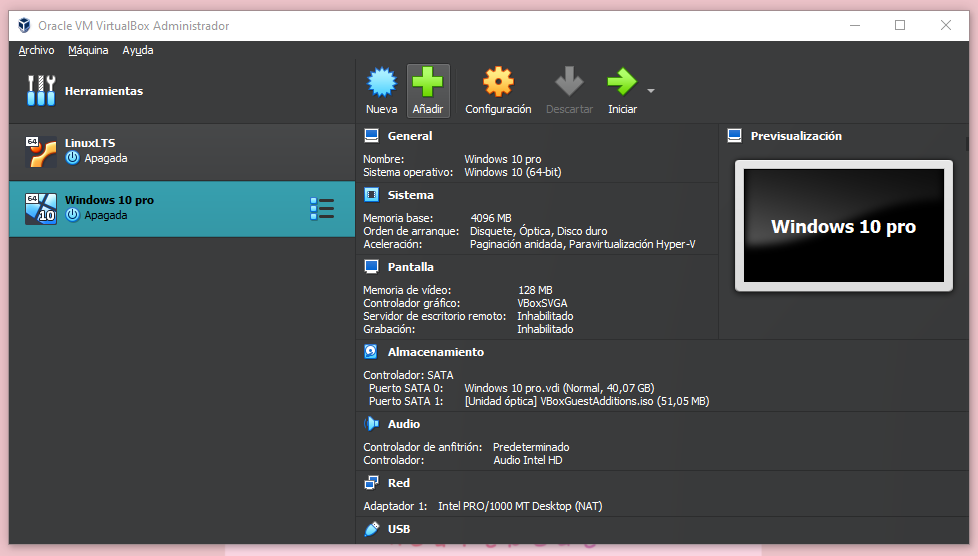 Oracle VM VirtualBox Administrador
Archivo Máquina Ayuda
Herramientas
Nueva Añadir Configuración Descartar Iniciar
64
LinuxLTS
Apagada
64
10
Windows 10 pro
Apagada
General
Nombre: Windows 10 pro
Sistema operativo: Windows 10 (64-bit)
Sistema
Memoria base: 4096 MB
Orden de arranque: Disquete, Óptica, Disco duro
Aceleración: Paginación anidada, Paravirtualización Hyper-V
Pantalla
Memoria de vídeo: 128 MB
Controlador gráfico: VBoxSVGA
Servidor de escritorio remoto: Inhabilitado
Grabación: Inhabilitado
Previsualización
Windows 10 pro
Almacenamiento
Controlador: SATA
Puerto SATA 0: Windows 10 pro.vdi (Normal, 40,07 GB)
Puerto SATA 1: [Unidad óptica] VBoxGuestAdditions.iso (51,05 MB)
Audio
Controlador de anfitrión: Predeterminado
Controlador: Audio Intel HD
Red
Adaptador 1: Intel PRO/1000 MT Desktop (NAT)
USB